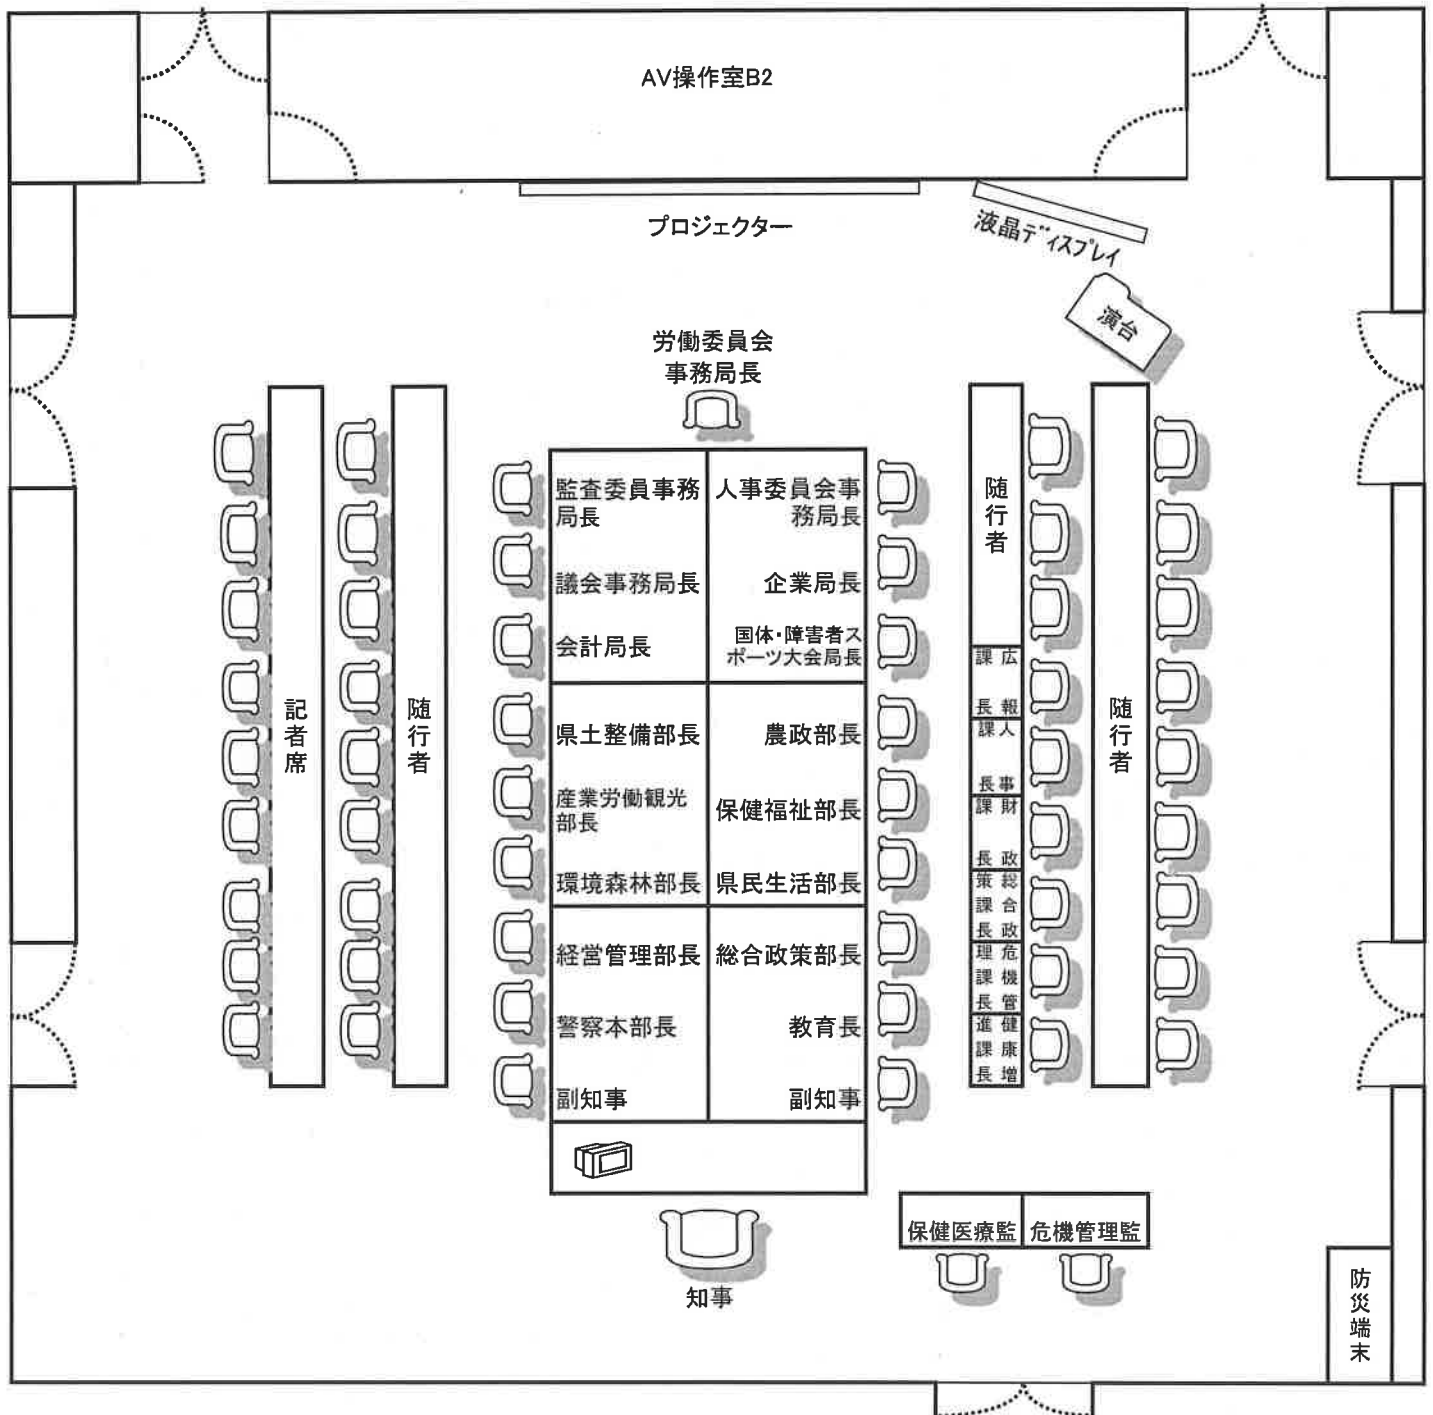 AV操作室B2
プロジェクター
液晶ディスプレイ
演台
労働委員会
事務局長
監査委員事務
局長
人事委員会事
務局長
議会事務局長
企業局長
会計局長
国体・障害者ス
ポーツ大会局長
県土整備部長
農政部長
産業労働観光
部長
保健福祉部長
環境森林部長
県民生活部長
経営管理部長
総合政策部長
警察本部長
教育長
副知事
副知事
知事
記者席
随行者
随行者
広報
課長
人事
課長
財政
課長
総合政
策課長
危機管
理課長
健康増
進課長
随行者
保健医療監
危機管理監
防災端末